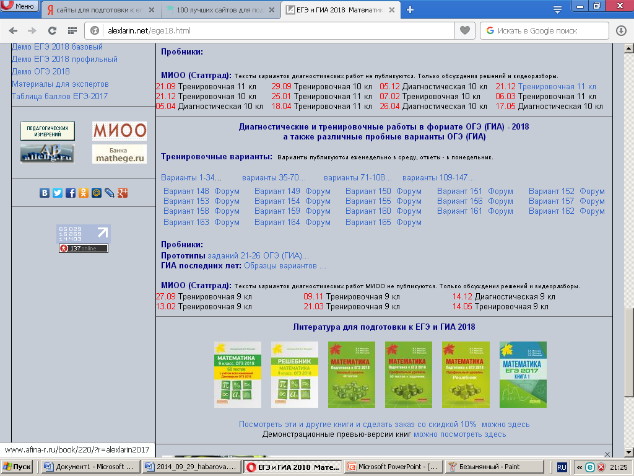 Меню
сайты для подготовки к е
100 лучших сайтов для по
ЕГЭ и ГИА 2018. Математи
alexlarin.net/ege18.html
Искать в Google поиском
Демо ЕГЭ 2018 базовый
Демо ЕГЭ 2018 профильный
Демо ОГЭ 2018
Материалы для экспертов
Таблица баллов ЕГЭ-2017
ПЕДАГОГИЧЕСКИЕ ИЗМЕРЕНИЯ
МИОО
alleng.ru
Банка
mathege.ru
137 online
Пробники:
МИОО (Статград): Тексты вариантов диагностических работ не публикуются. Только обсуждения решений и видеоразборы.
21.09 Тренировочная 11 кл 29.09 Тренировочная 10 кл 05.12 Диагностическая 10 кл 21.12 Тренировочная 11 кл
21.12 Тренировочная 10 кл 26.01 Тренировочная 11 кл 07.02 Тренировочная 10 кл 06.03 Тренировочная 11 кл
05.04 Диагностическая 10 кл 18.04 Тренировочная 11 кл 28.04 Диагностическая 10 кл 17.05 Диагностическая 10 кл
Диагностические и тренировочные работы в формате ОГЭ (ГИА) - 2018
а также различные пробные варианты ОГЭ (ГИА)
Тренировочные варианты: Варианты публикуются еженедельно в среду, ответы - в понедельник.
Варианты 1-34... варианты 35-70... варианты 71-108... варианты 109-147...
Вариант 148 Форум Вариант 149 Форум Вариант 150 Форум Вариант 151 Форум Вариант 152 Форум
Вариант 153 Форум Вариант 154 Форум Вариант 155 Форум Вариант 156 Форум Вариант 157 Форум
Вариант 158 Форум Вариант 159 Форум Вариант 160 Форум Вариант 161 Форум Вариант 162 Форум
Вариант 163 Форум Вариант 164 Форум Вариант 165 Форум
Пробники:
Прототипы заданий 21-26 ОГЭ (ГИА)...
ГИА последних лет: Образцы вариантов ...
МИОО (Статград): Тексты вариантов диагностических работ МИОО не публикуются. Только обсуждения решений и видеоразборы.
27.09 Тренировочная 9 кл 09.11 Тренировочная 9 кл 14.12 Диагностическая 9 кл
13.02 Тренировочная 9 кл 21.03 Тренировочная 9 кл 14.05 Тренировочная 9 кл
Литература для подготовки к ЕГЭ и ГИА 2018
МАТЕМАТИКА
РЕШЕБНИК
МАТЕМАТИКА
МАТЕМАТИКА
МАТЕМАТИКА
МАТЕМАТИКА
ЕГЭ 2017
КНИГА 1
Посмотреть эти и другие книги и сделать заказ со скидкой 10% можно здесь
Демонстрационные превью-версии книг можно посмотреть здесь
www.afina-r.ru/book/220/?r=alexlarin2017
Пуск
Документ1 - Microsoft ...
2014_09_29_habarova...
ЕГЭ и ГИА 2018. Мате...
Microsoft PowerPoint - [...
Безымянный - Paint
RU
21:25